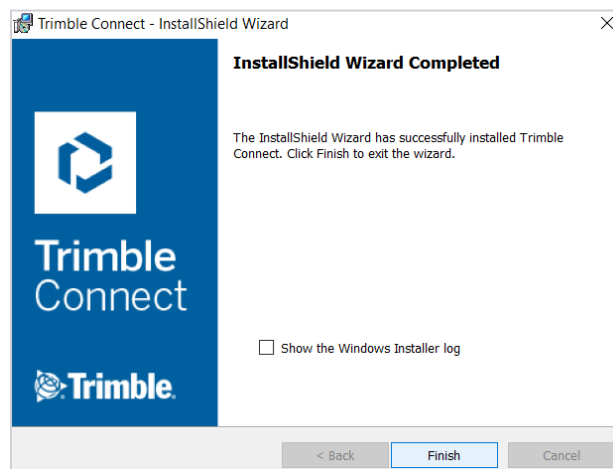 Trimble Connect - InstallShield Wizard
InstallShield Wizard Completed
The InstallShield Wizard has successfully installed Trimble
Connect. Click Finish to exit the wizard.
Trimble
Connect
Show the Windows Installer log
Trimble.
< Back
Finish
Cancel